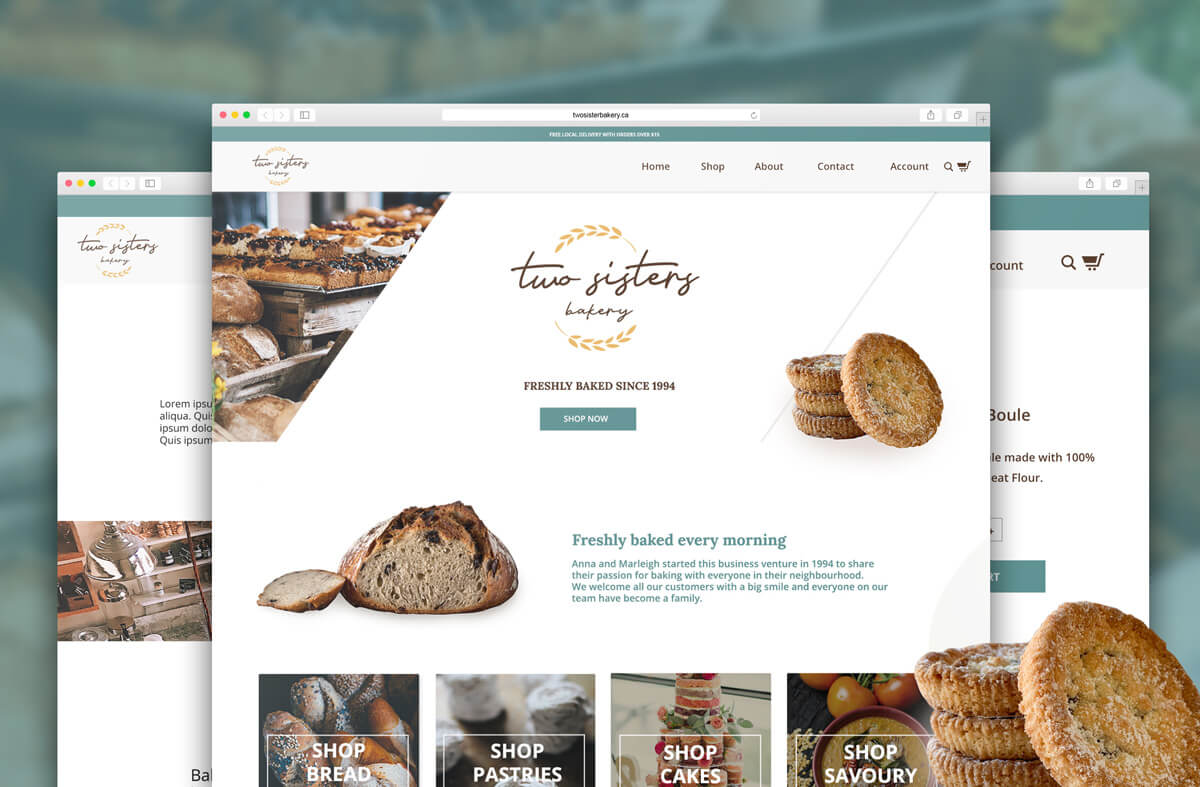 twosisterbakery.ca
FREE LOCAL DELIVERY WITH ORDERS OVER $15
two sisters
bakery
Home Shop About Contact Account
two sisters
bakery
FRESHLY BAKED SINCE 1994
SHOP NOW
Freshly baked every morning
Anna and Marleigh started this business venture in 1994 to share
their passion for baking with everyone in their neighbourhood.
We welcome all our customers with a big smile and everyone on our
team have become a family.
SHOP
BREAD
SHOP
PASTRIES
SHOP
CAKES
SHOP
SAVOURY
two sisters
bakery
Lorem ipsu
aliqua. Quis
ipsum dolo
Quis ipsum
Bal
count
Boule
le made with 100%
eat Flour.
RT